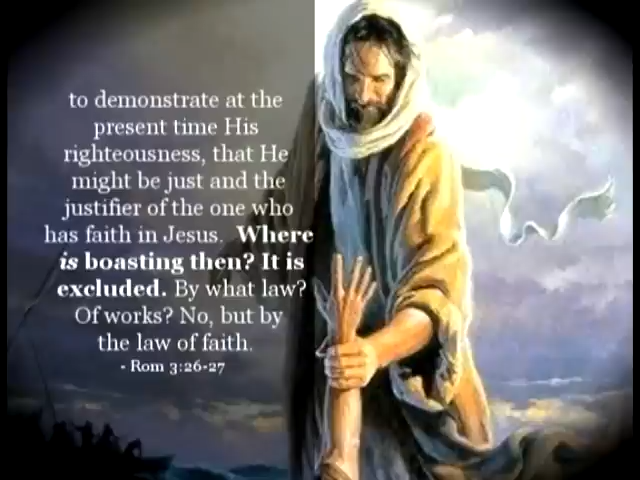 to demonstrate at the
present time His
righteousness, that He
might be just and the
justifier of the one who
has faith in Jesus. Where
is boasting then? It is
excluded. By what law?
Of works? No, but by
the law of faith.
- Rom 3:26-27